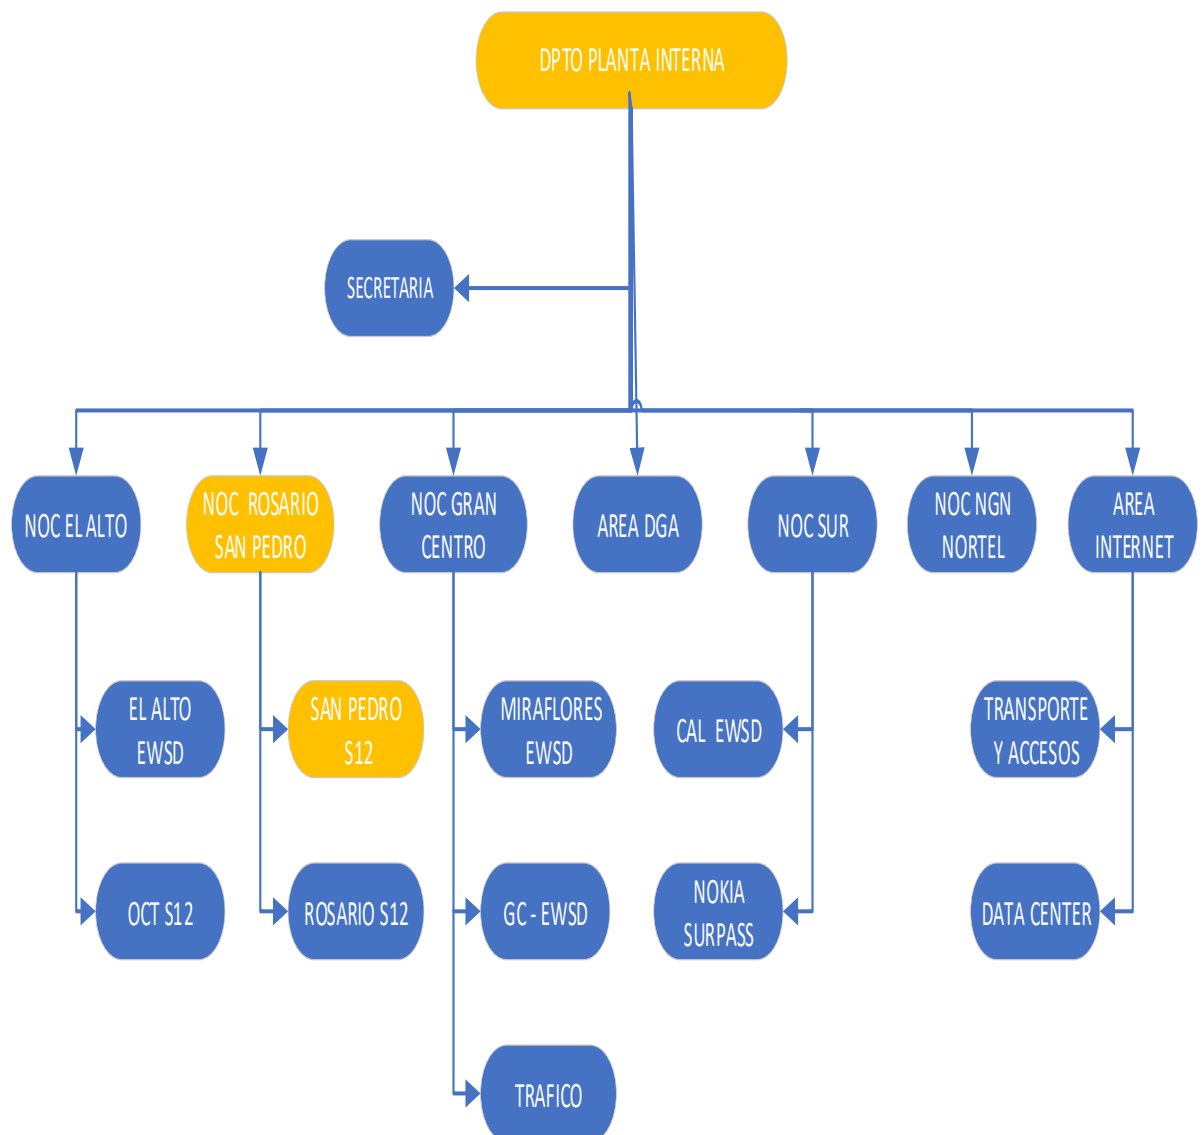 DPTO PLANTA INTERNA
SECRETARIA
NOC EL ALTO
NOC ROSARIO
SAN PEDRO
NOC GRAN
CENTRO
AREA DGA
NOC SUR
NOC NGN
NORTEL
AREA
INTERNET
EL ALTO
EWSD
SAN PEDRO
S12
MIRAFLORES
EWSD
CAL EWSD
TRANSPORTE
Y ACCESOS
OCT S12
ROSARIO S12
GC - EWSD
NOKIA
SURPASS
DATA CENTER
TRAFICO